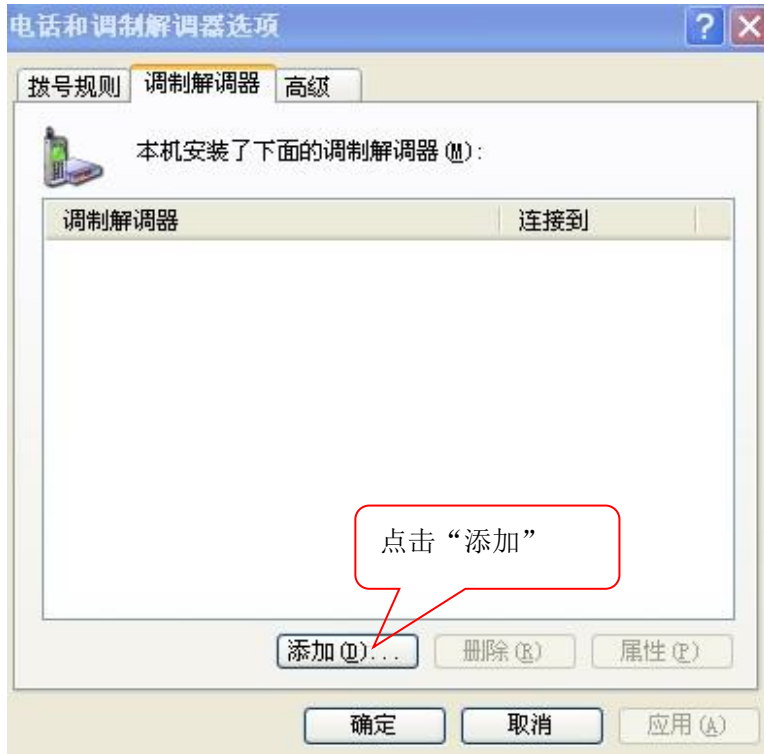 电话和调制解调器选项
拨号规则 调制解调器 高级
本机安装了下面的调制解调器(M):
调制解调器 连接到
点击“添加”
添加(D)... 删除(R) 属性(P)
确定 取消 应用(A)